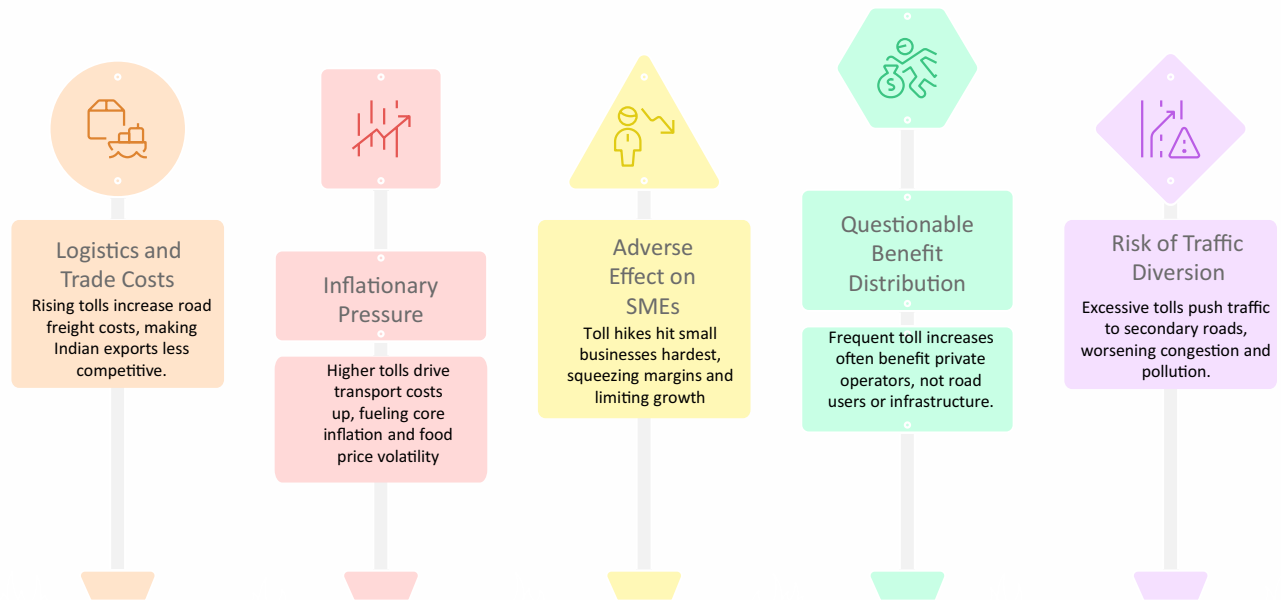 Logistics and
Trade Costs
Rising tolls increase road
freight costs, making
Indian exports less
competitive.
Inflationary
Pressure
Higher tolls drive
transport costs
up, fueling core
inflation and food
price volatility
Adverse
Effect on
SMEs
Toll hikes hit small
businesses hardest,
squeezing margins and
limiting growth
$
Questionable
Benefit
Distribution
Frequent toll increases
often benefit private
operators, not road
users or infrastructure.
Risk of Traffic
Diversion
Excessive tolls push traffic
to secondary roads,
worsening congestion and
pollution.